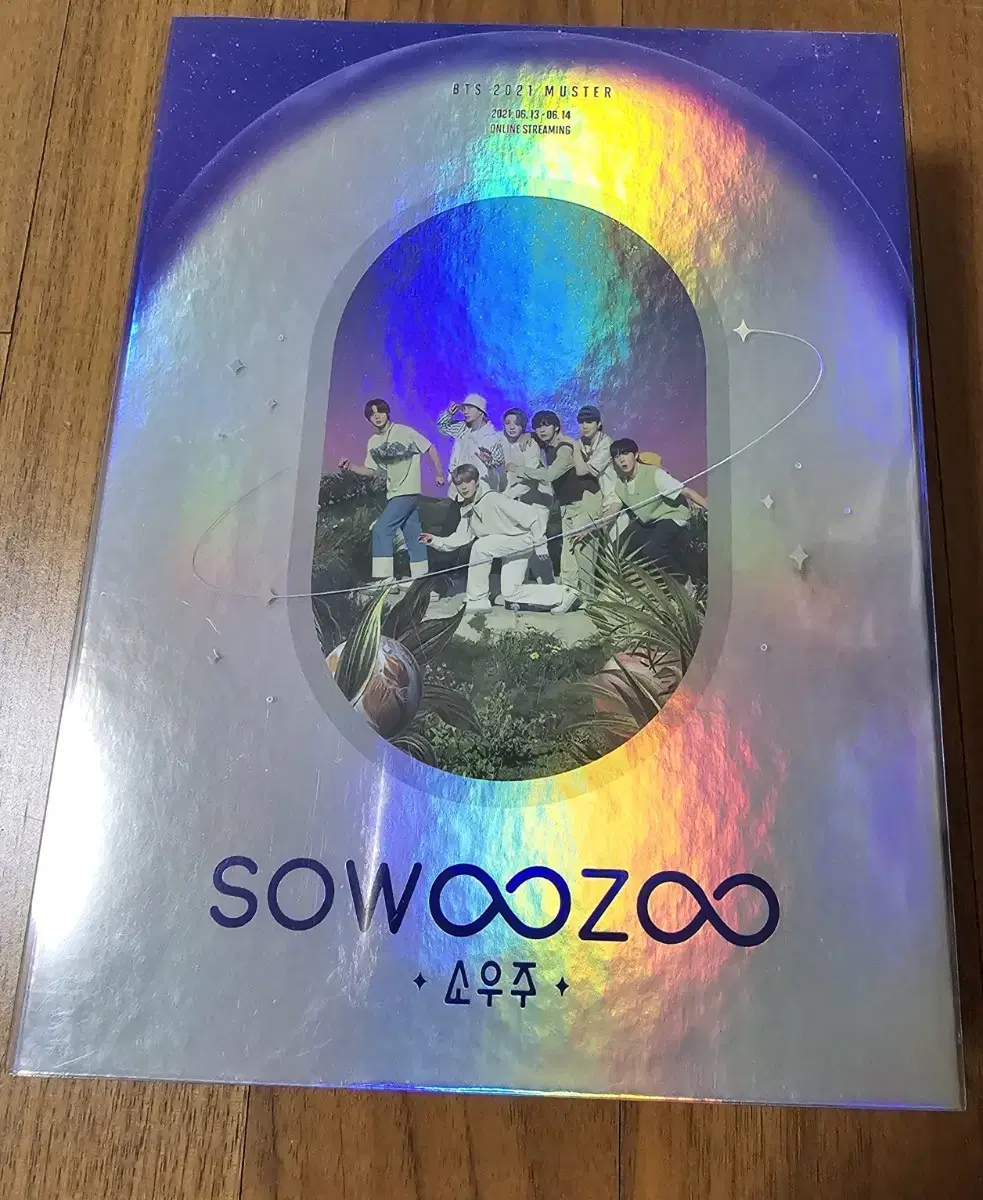 BTS 2021 MUSTER
2021.06.13 - 06.14
ONLINE STREAMING
SOWOOZOO
소우주